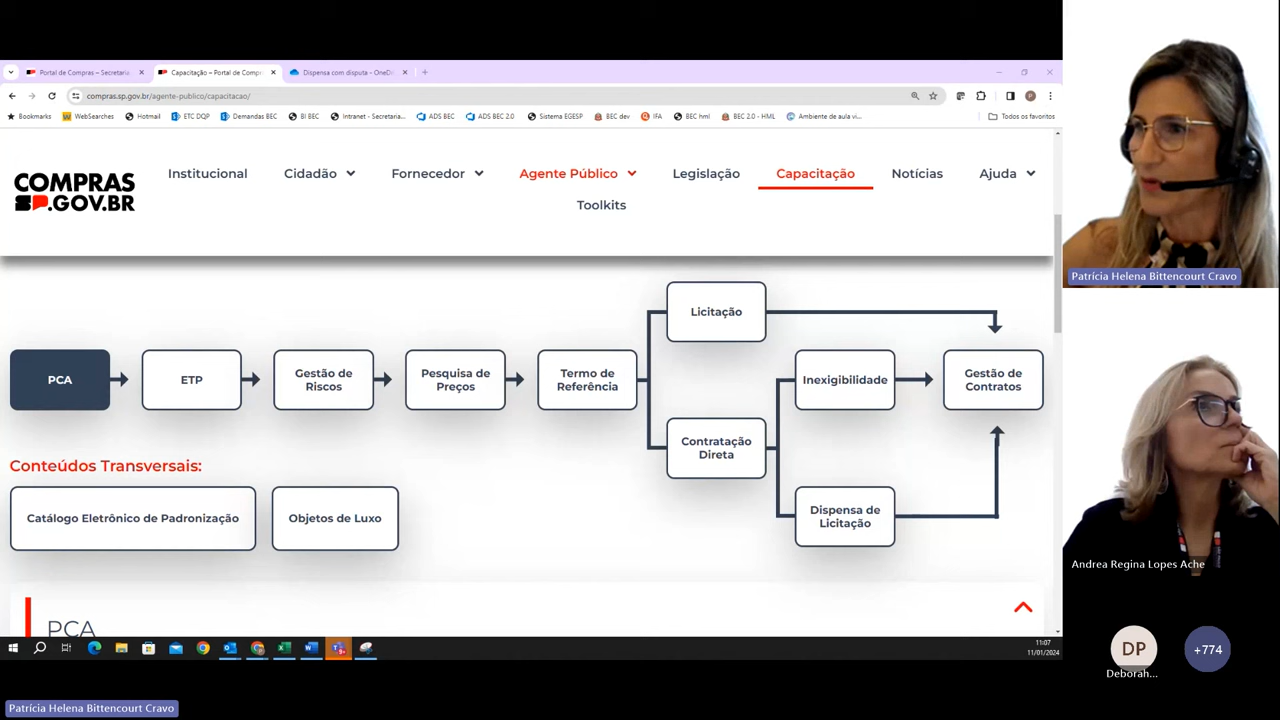 Portal de Compras – Secretaria
Capacitação – Portal de Compr
Dispensa com disputa - OneD
compras.sp.gov.br/agente-publico/capacitacao/
Bookmarks
WebSearches
Hotmail
ETC DQP
Demandas BEC
BI BEC
Intranet - Secretaria...
ADS BEC
ADS BEC 2.0
Sistema EGESP
BEC dev
IFA
BEC hml
BEC 2.0 - HML
Ambiente de aula vi...
Todos os favoritos
COMPRAS
SP.GOV.BR
Institucional
Cidadão
Fornecedor
Agente Público
Legislação
Capacitação
Notícias
Ajuda
Toolkits
PCA
ETP
Gestão de
Riscos
Pesquisa de
Preços
Termo de
Referência
Licitação
Contratação
Direta
Inexigibilidade
Dispensa de
Licitação
Gestão de
Contratos
Conteúdos Transversais:
Catálogo Eletrônico de Padronização
Objetos de Luxo
PCA
11:07
11/01/2024
Patrícia Helena Bittencourt Cravo
Andrea Regina Lopes Ache
DP
Deborah...
+774
Patrícia Helena Bittencourt Cravo